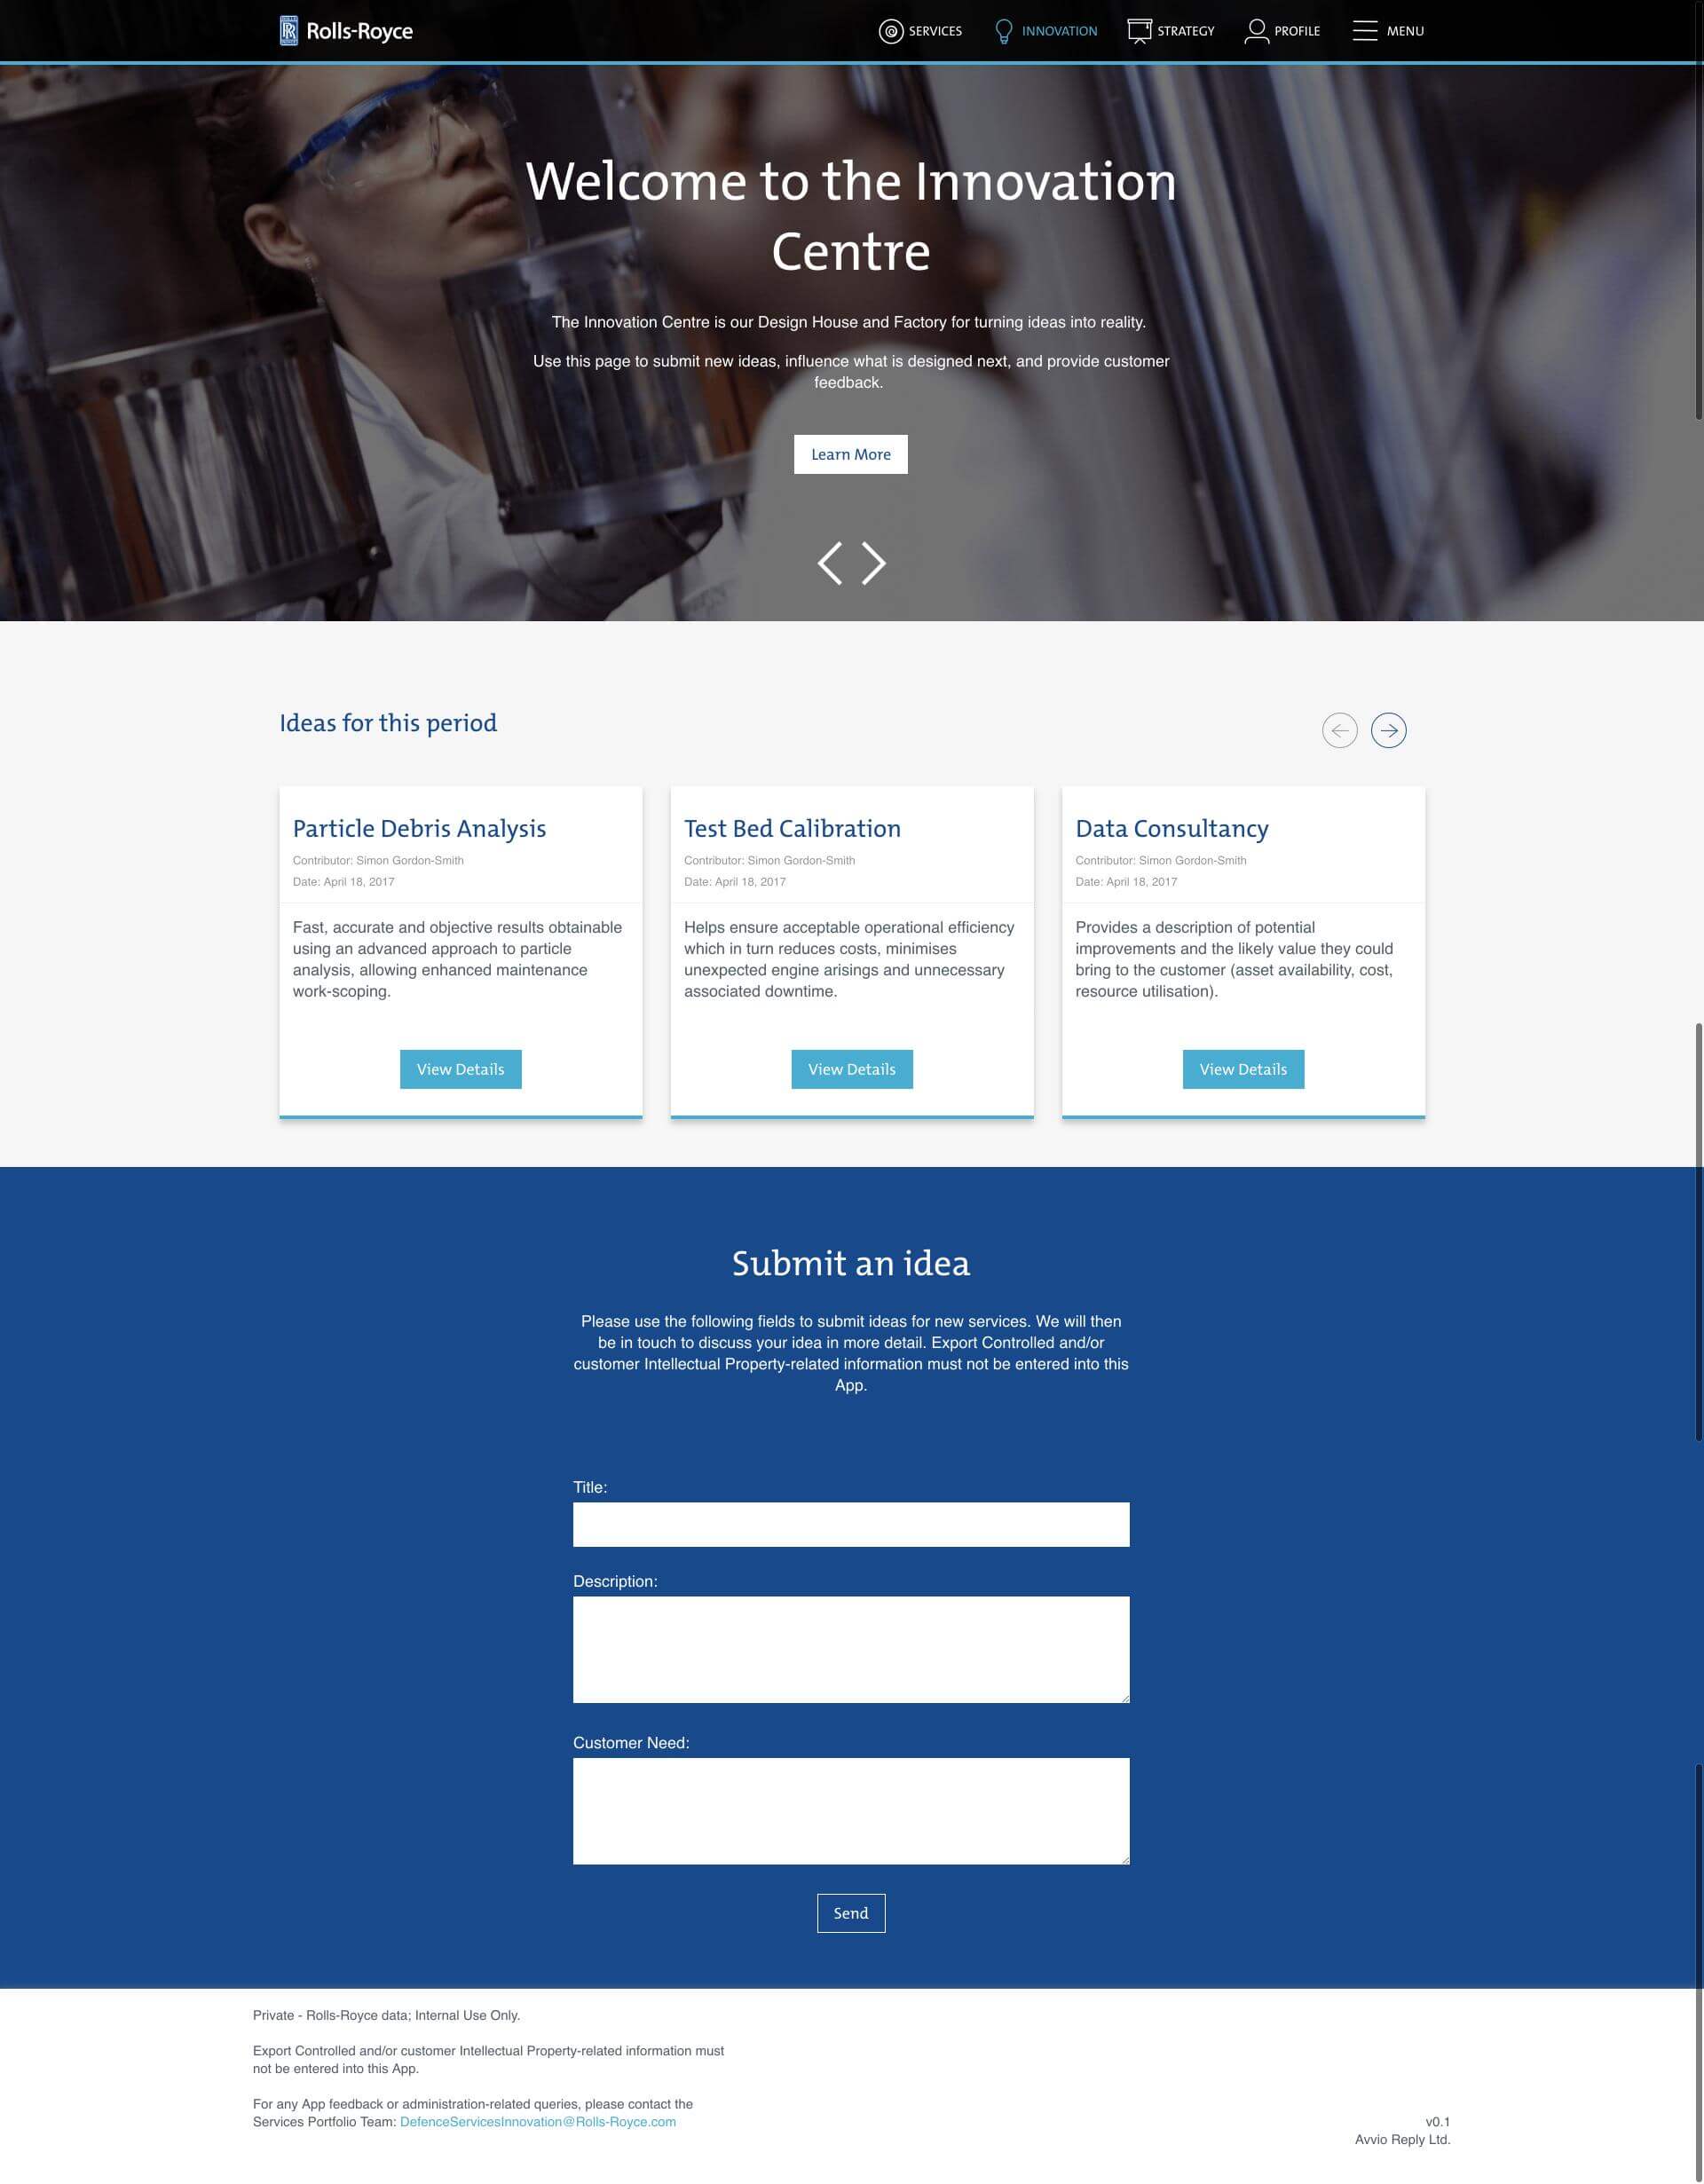 Rolls-Royce
SERVICES
INNOVATION
STRATEGY
PROFILE
MENU
Welcome to the Innovation
Centre
The Innovation Centre is our Design House and Factory for turning ideas into reality.
Use this page to submit new ideas, influence what is designed next, and provide customer
feedback.
Learn More
Ideas for this period
Particle Debris Analysis
Contributor: Simon Gordon-Smith
Date: April 18, 2017
Fast, accurate and objective results obtainable
using an advanced approach to particle
analysis, allowing enhanced maintenance
work-scoping.
View Details
Test Bed Calibration
Contributor: Simon Gordon-Smith
Date: April 18, 2017
Helps ensure acceptable operational efficiency
which in turn reduces costs, minimises
unexpected engine arisings and unnecessary
associated downtime.
View Details
Data Consultancy
Contributor: Simon Gordon-Smith
Date: April 18, 2017
Provides a description of potential
improvements and the likely value they could
bring to the customer (asset availability, cost,
resource utilisation).
View Details
Submit an idea
Please use the following fields to submit ideas for new services. We will then
be in touch to discuss your idea in more detail. Export Controlled and/or
customer Intellectual Property-related information must not be entered into this
App.
Title:
Description:
Customer Need:
Send
Private - Rolls-Royce data; Internal Use Only.
Export Controlled and/or customer Intellectual Property-related information must
not be entered into this App.
For any App feedback or administration-related queries, please contact the
Services Portfolio Team: DefenceServicesInnovation@Rolls-Royce.com
v0.1
Avvio Reply Ltd.